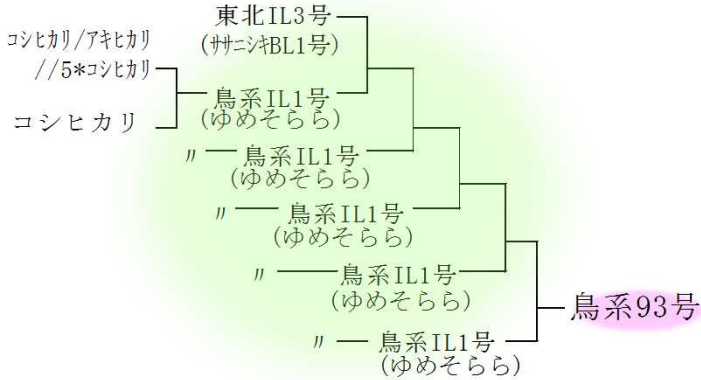 東北IL3号
(ササニシキBL1号)
コシヒカリ/アキヒカリ
//5*コシヒカリ
鳥系IL1号
(ゆめそらら)
コシヒカリ
〃 鳥系IL1号
(ゆめそらら)
〃 鳥系IL1号
(ゆめそらら)
〃 鳥系IL1号
(ゆめそらら)
鳥系93号
〃 鳥系IL1号
(ゆめそらら)